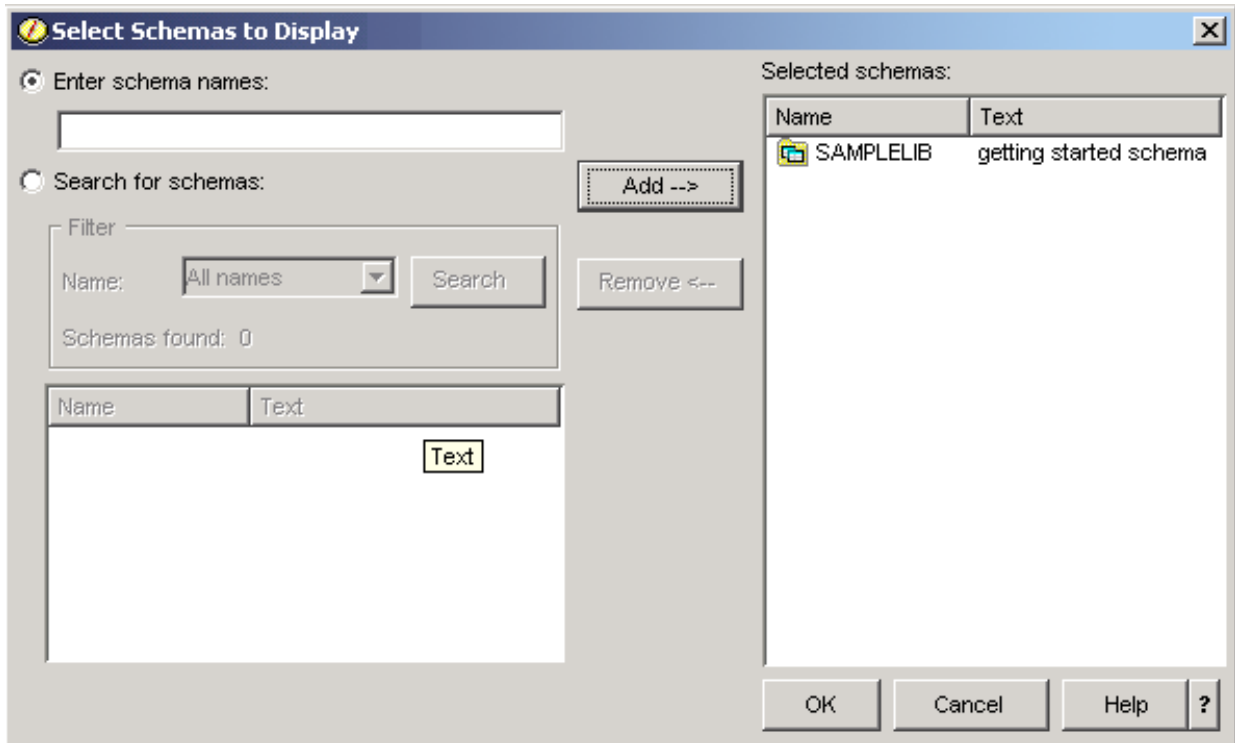 Select Schemas to Display
Enter schema names:
Search for schemas:
Filter
Name:
All names
Search
Schemas found: 0
Name Text
Text
Add -->
Remove <--
Selected schemas:
Name Text
SAMPLELIB getting started schema
OK Cancel Help ?